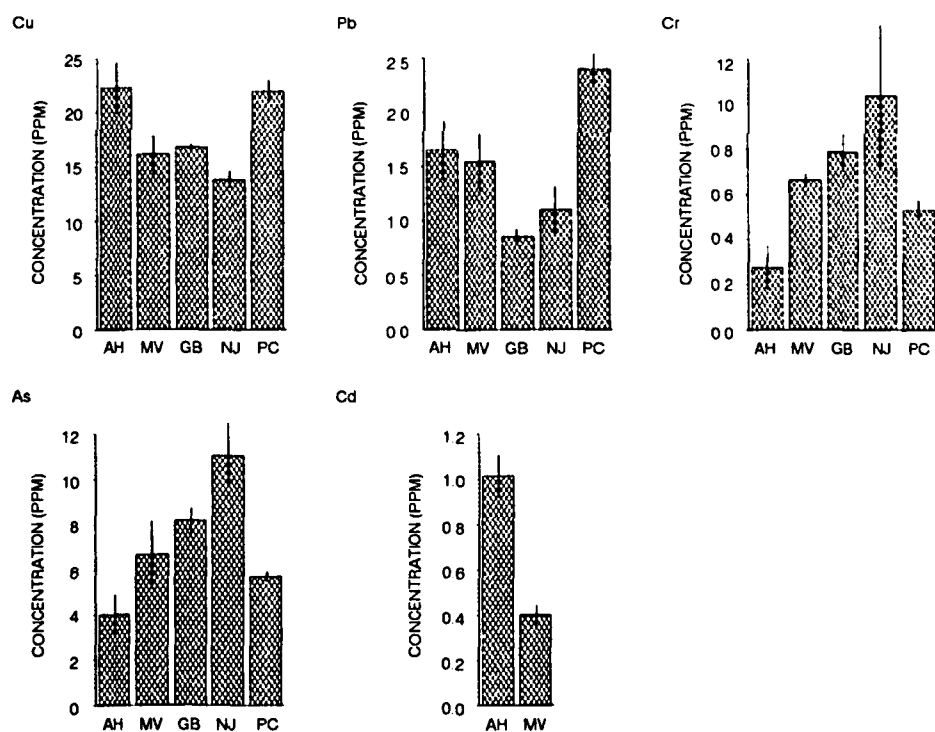 Cu
CONCENTRATION (PPM)
25
20
15
10
5
0
AH MV GB NJ PC
Pb
CONCENTRATION (PPM)
2 5
2 0
1 5
1 0
0 5
0 0
AH MV GB NJ PC
Cr
CONCENTRATION (PPM)
1 2
1 0
0 8
0 6
0 4
0 2
0 0
AH MV GB NJ PC
As
CONCENTRATION (PPM)
12
10
8
6
4
2
0
AH MV GB NJ PC
Cd
CONCENTRATION (PPM)
1.2
1.0
0 8
0 6
0.4
0.2
0.0
AH MV